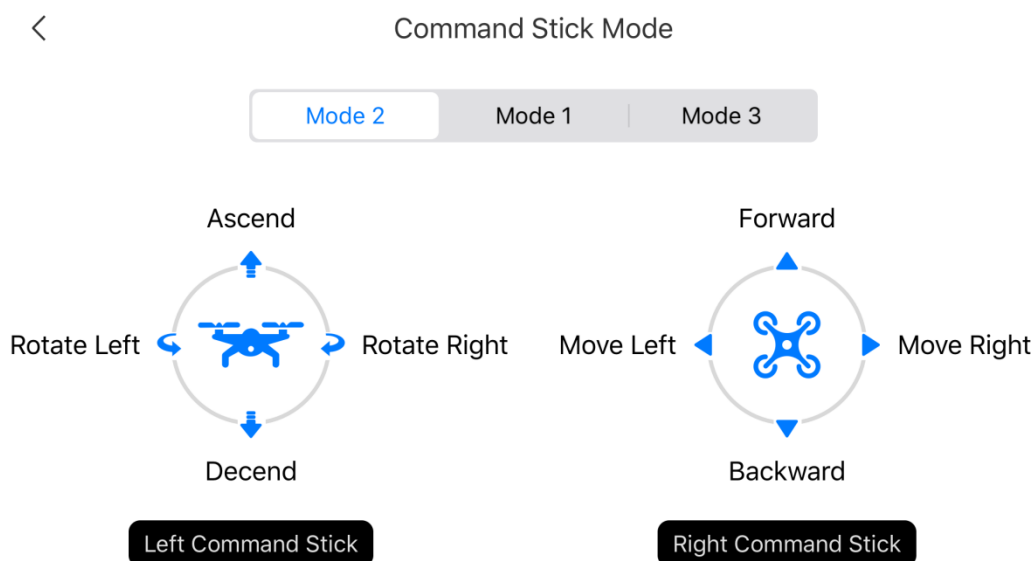 Command Stick Mode
Mode 2
Mode 1
Mode 3
Ascend
Forward
Rotate Left
Rotate Right
Move Left
Move Right
Decend
Backward
Left Command Stick
Right Command Stick